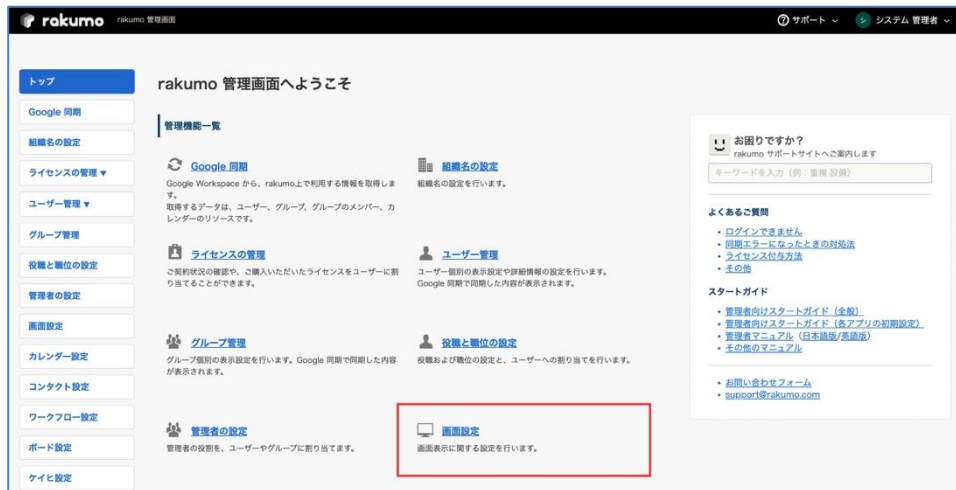 rakumo rakumo 管理画面
サポート
シ システム 管理者
トップ
Google 同期
組織名の設定
ライセンスの管理 ▼
ユーザー管理 ▼
グループ管理
役職と職位の設定
管理者の設定
画面設定
カレンダー設定
コンタクト設定
ワークフロー設定
ボード設定
ケイヒ設定
rakumo 管理画面へようこそ
管理機能一覧
Google 同期
Google Workspace から、rakumo上で利用する情報を取得しま
す。
取得するデータは、ユーザー、グループ、グループのメンバー、カ
レンダーのリソースです。
組織名の設定
組織名の設定を行います。
ライセンスの管理
ご契約状況の確認や、ご購入いただいたライセンスをユーザーに割
り当てることができます。
ユーザー管理
ユーザー個別の表示設定や詳細情報の設定を行います。
Google 同期で同期した内容が表示されます。
グループ管理
グループ個別の表示設定を行います。Google 同期で同期した内容
が表示されます。
役職と職位の設定
役職および職位の設定と、ユーザーへの割り当てを行います。
管理者の設定
管理者の役割を、ユーザーやグループに割り当てます。
画面設定
画面表示に関する設定を行います。
お困りですか？
rakumo サポートサイトへご案内します
キーワードを入力（例：重複 設備）
よくあるご質問
• ログインできません
• 同期エラーになったときの対処法
• ライセンス付与方法
• その他
スタートガイド
• 管理者向けスタートガイド（全般）
• 管理者向けスタートガイド（各アプリの初期設定）
• 管理者マニュアル（日本語版/英語版）
• その他のマニュアル
• お問い合わせフォーム
• support@rakumo.com